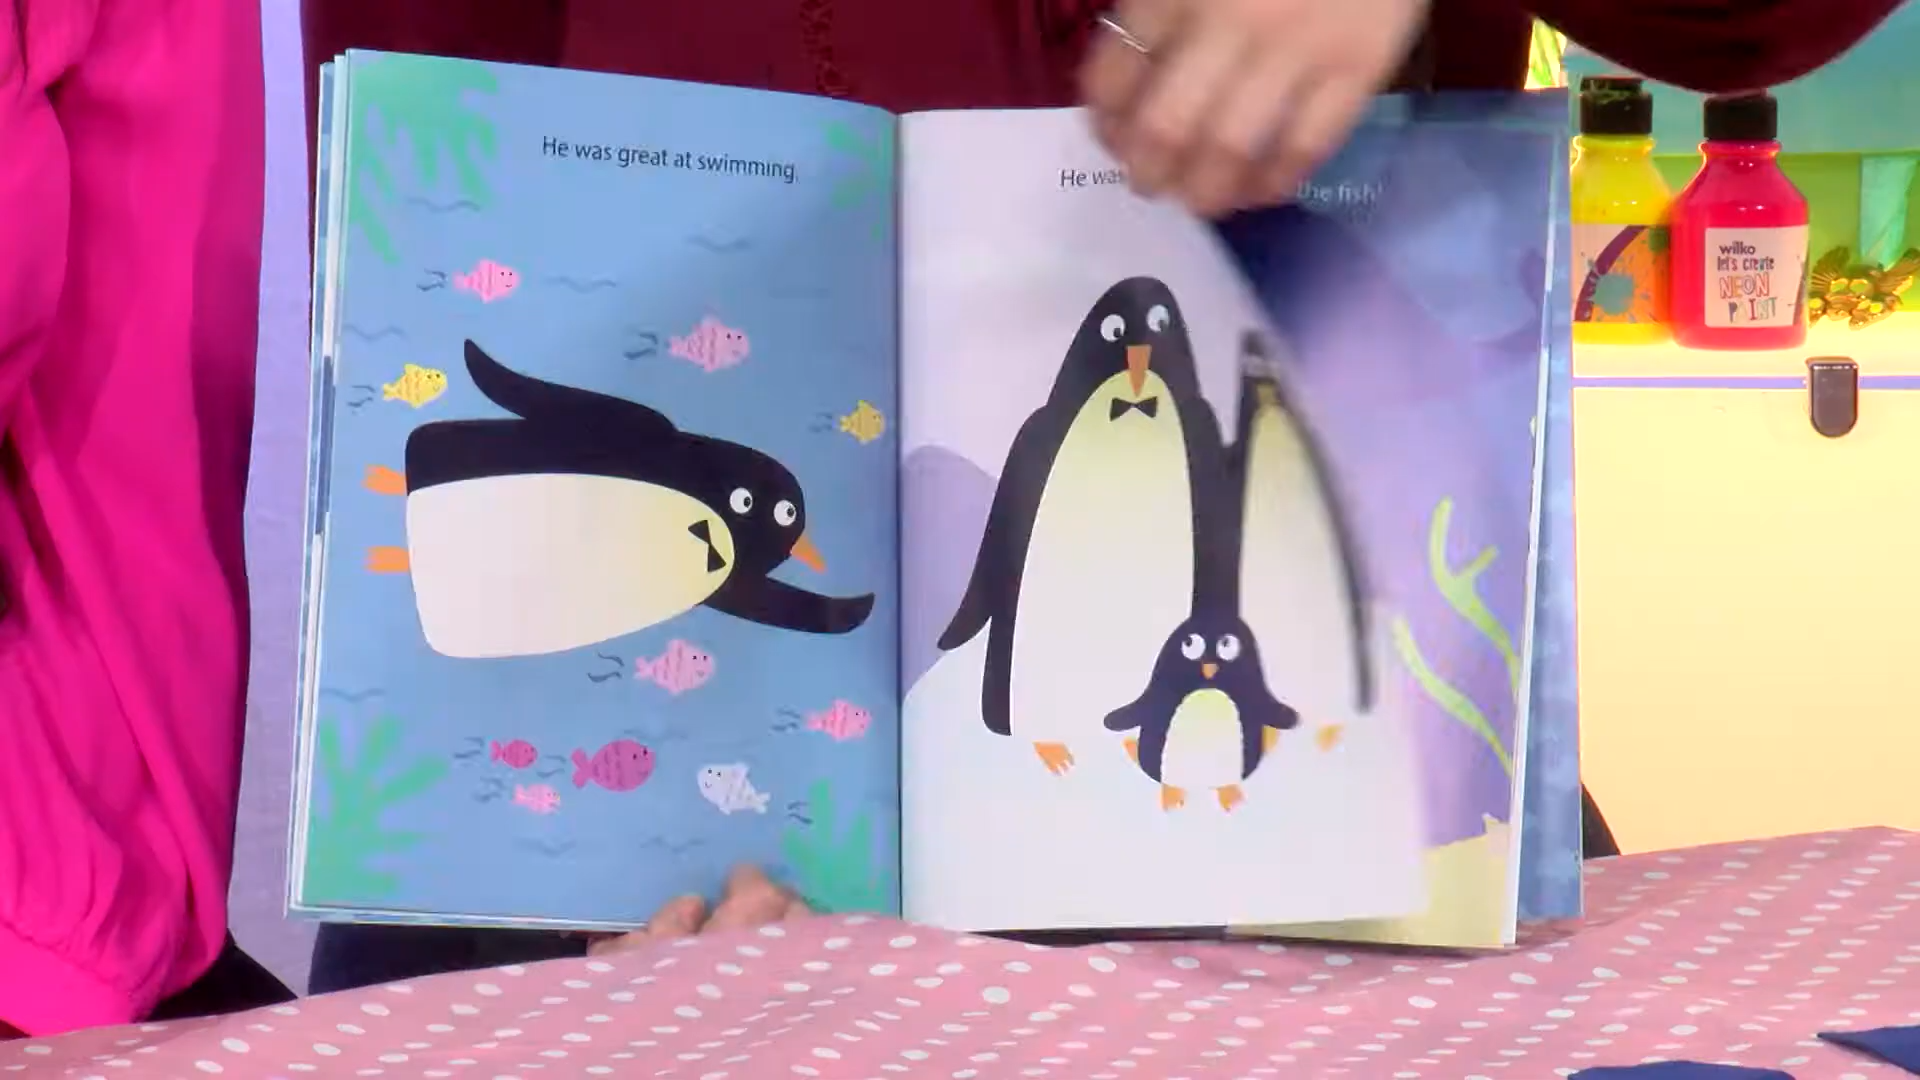 He was great at swimming.
He was
the fish!
wilko
let's create
NEON
PAINT